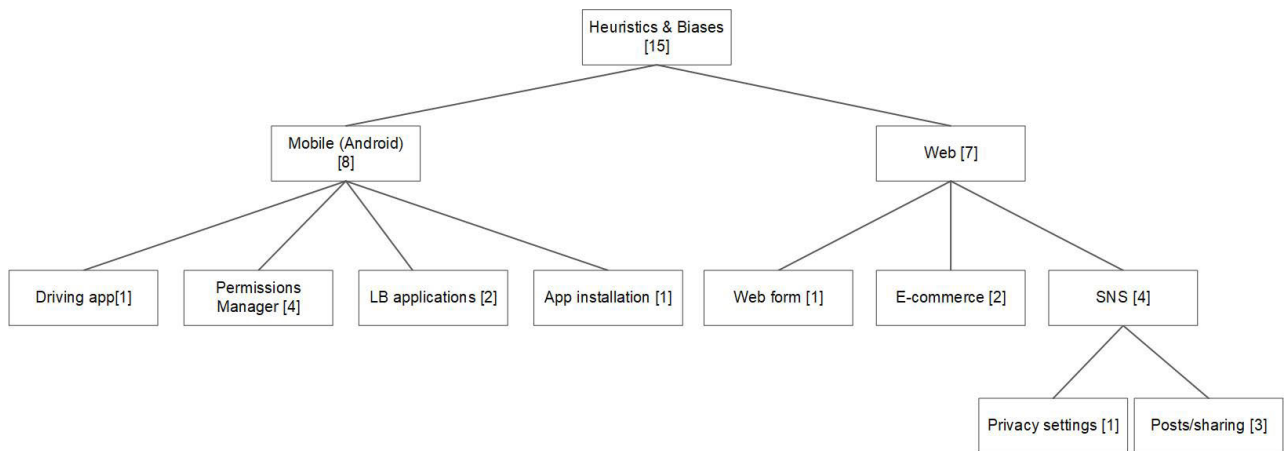 Heuristics & Biases
[15]
Mobile (Android)
[8]
Web [7]
Driving app[1]
Permissions
Manager [4]
LB applications [2]
App installation [1]
Web form [1]
E-commerce [2]
SNS [4]
Privacy settings [1]
Posts/sharing [3]